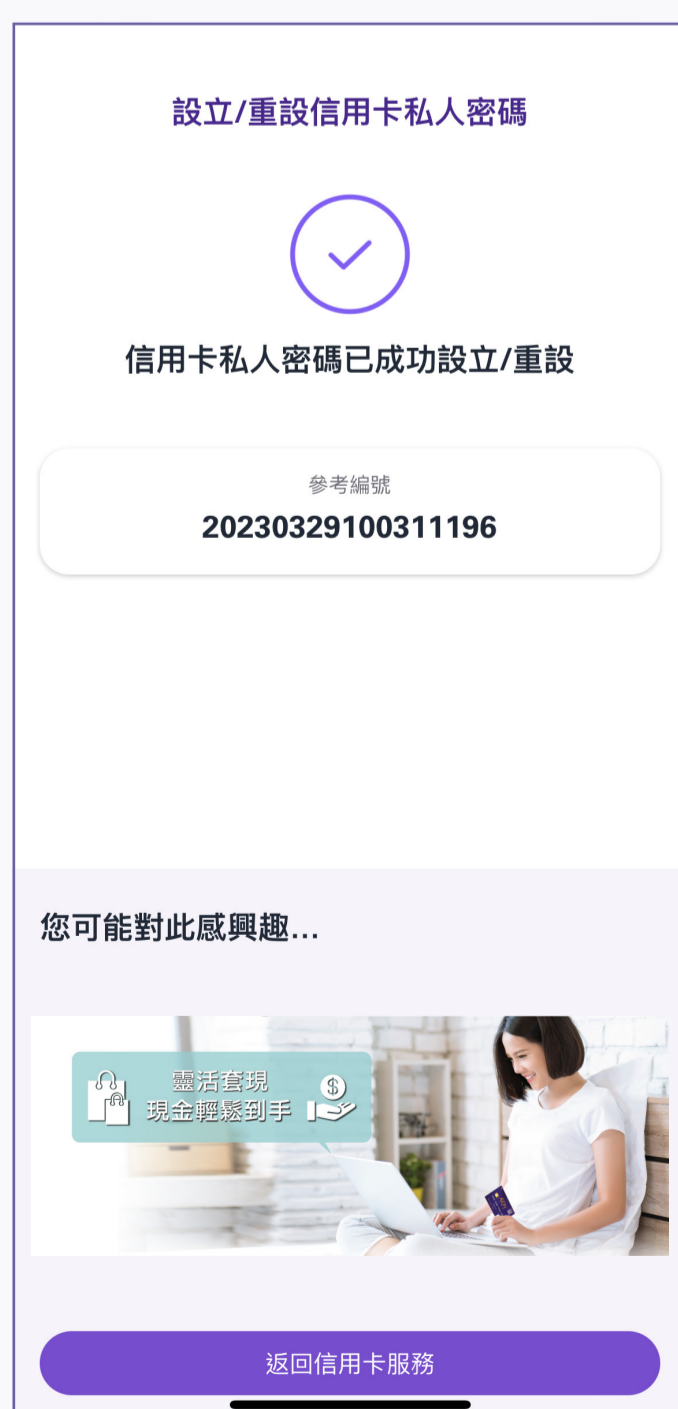 設立/重設信用卡私人密碼
信用卡私人密碼已成功設立/重設
參考編號
20230329100311196
您可能對此感興趣...
靈活套現
現金輕鬆到手
$
返回信用卡服務